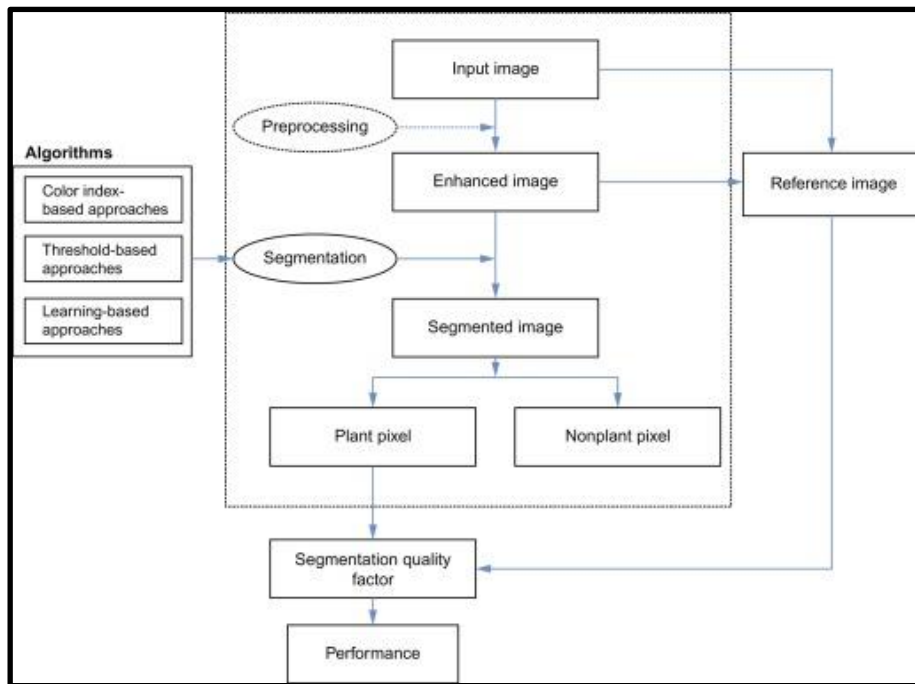 Input image
Preprocessing
Algorithms
Enhanced image
Reference image
Color index-
based approaches
Threshold-based
approaches
Segmentation
Learning-based
approaches
Segmented image
Plant pixel
Nonplant pixel
Segmentation quality
factor
Performance